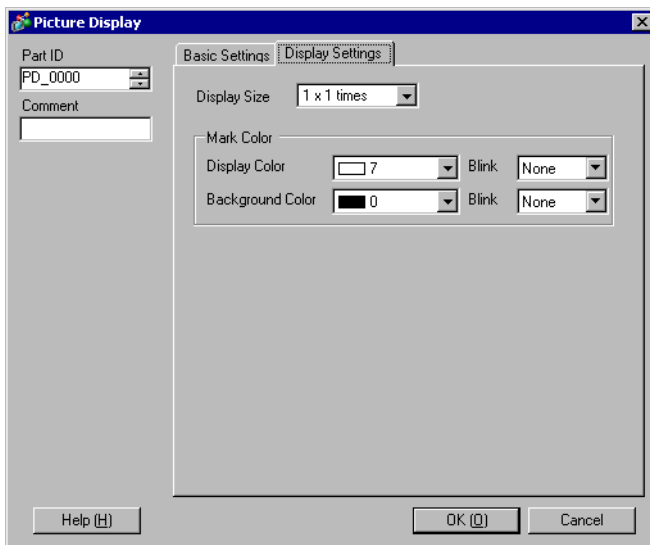 Picture Display
Part ID
PD_0000
Comment
Basic Settings Display Settings
Display Size 1 x 1 times
Mark Color
Display Color 7 Blink None
Background Color 0 Blink None
Help (H) OK (O) Cancel